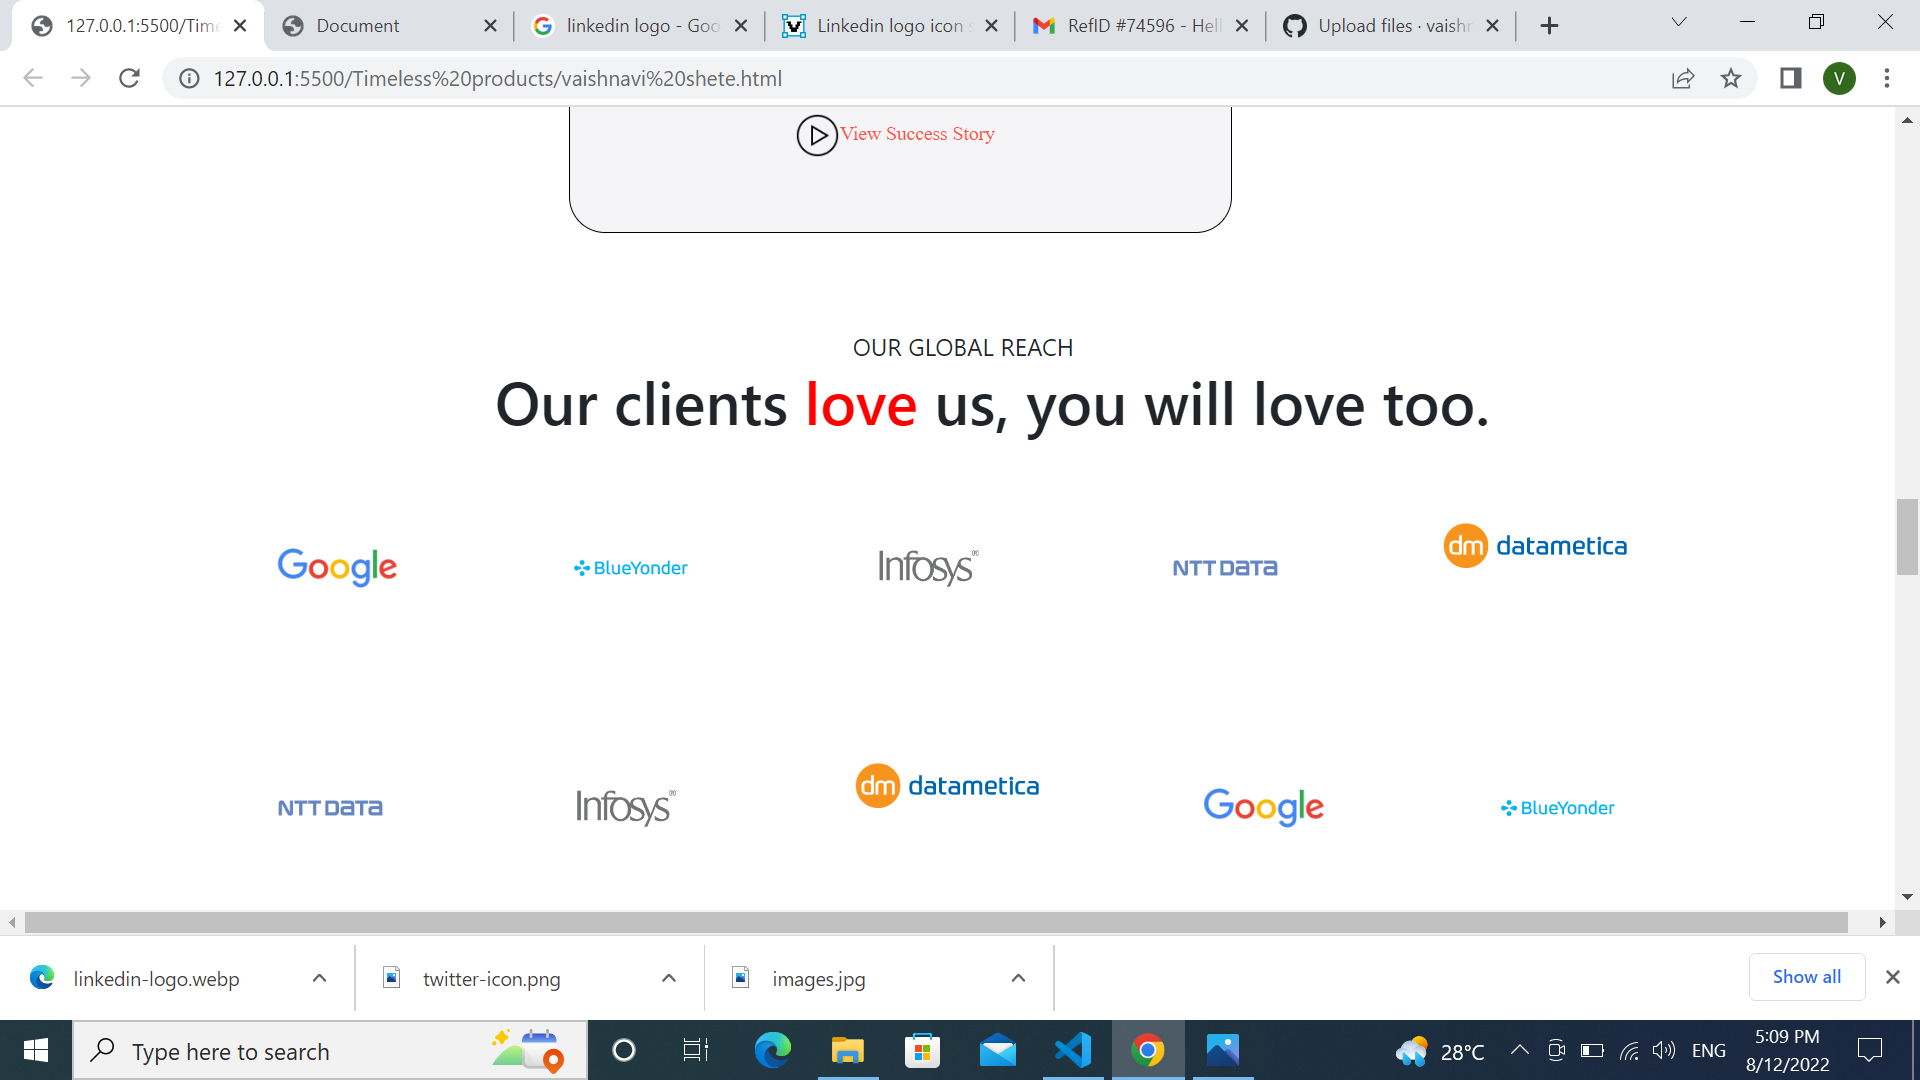 127.0.0.1:5500/Time
Document
linkedin logo - Goo
Linkedin logo icon s
RefID #74596 - Hell
Upload files · vaishn
127.0.0.1:5500/Timeless%20products/vaishnavi%20shete.html
V
View Success Story
OUR GLOBAL REACH
Our clients love us, you will love too.
Google
BlueYonder
Infosys®
NTT DATA
dm datametica
NTT DATA
Infosys®
dm datametica
Google
BlueYonder
linkedin-logo.webp
twitter-icon.png
images.jpg
Show all
Type here to search
28°C
ENG
5:09 PM
8/12/2022